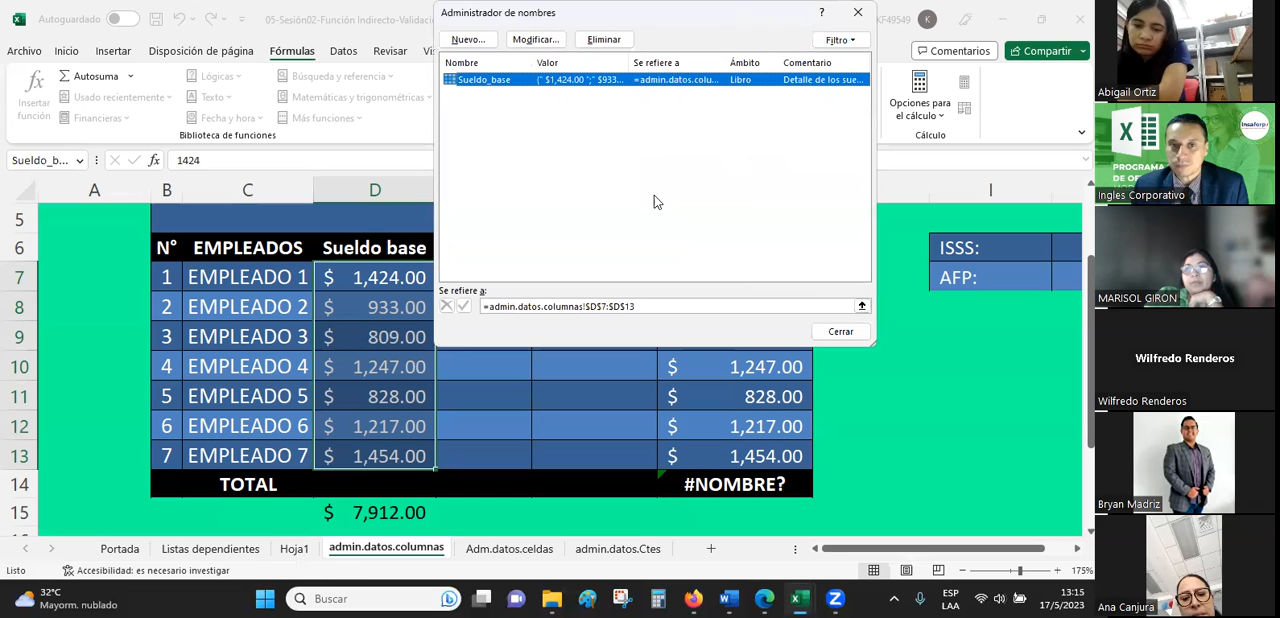 Autoguardado
05-Sesión02-Función Indirecto-Validaci
KF49549
K
Archivo Inicio Insertar Disposición de página Fórmulas Datos Revisar
Comentarios Compartir
fx
Insertar función
Autosuma
Usado recientemente
Financieras
Lógicas
Texto
Fecha y hora
Búsqueda y referencia
Matemáticas y trigonométricas
Más funciones
Biblioteca de funciones
Opciones para el cálculo
Cálculo
Administrador de nombres
?
Nuevo... Modificar... Eliminar Filtro
Nombre Valor Se refiere a Ámbito Comentario
Sueldo_base {" $1,424.00 ";" $933... =admin.datos.colu... Libro Detalle de los sue...
Se refiere a:
=admin.datos.columnas!$D$7:$D$13
Cerrar
Sueldo_b... fx 1424
A B C D I
5
6 N° EMPLEADOS Sueldo base ISSS:
7 1 EMPLEADO 1 $ 1,424.00 AFP:
8 2 EMPLEADO 2 $ 933.00
9 3 EMPLEADO 3 $ 809.00
10 4 EMPLEADO 4 $ 1,247.00 $ 1,247.00
11 5 EMPLEADO 5 $ 828.00 $ 828.00
12 6 EMPLEADO 6 $ 1,217.00 $ 1,217.00
13 7 EMPLEADO 7 $ 1,454.00 $ 1,454.00
14 TOTAL #NOMBRE?
15 $ 7,912.00
Portada Listas dependientes Hoja1 admin.datos.columnas Adm.datos.celdas admin.datos.Ctes
Listo Accesibilidad: es necesario investigar 175%
32°C
Mayorm. nublado
Buscar
ESP
LAA
13:15
17/5/2023
Abigail Ortiz
X
Insaforp
PROGRAMA
DE OF
Ingles Corporativo
MARISOL GIRON
Wilfredo Renderos
Wilfredo Renderos
Bryan Madriz
Ana Canjura